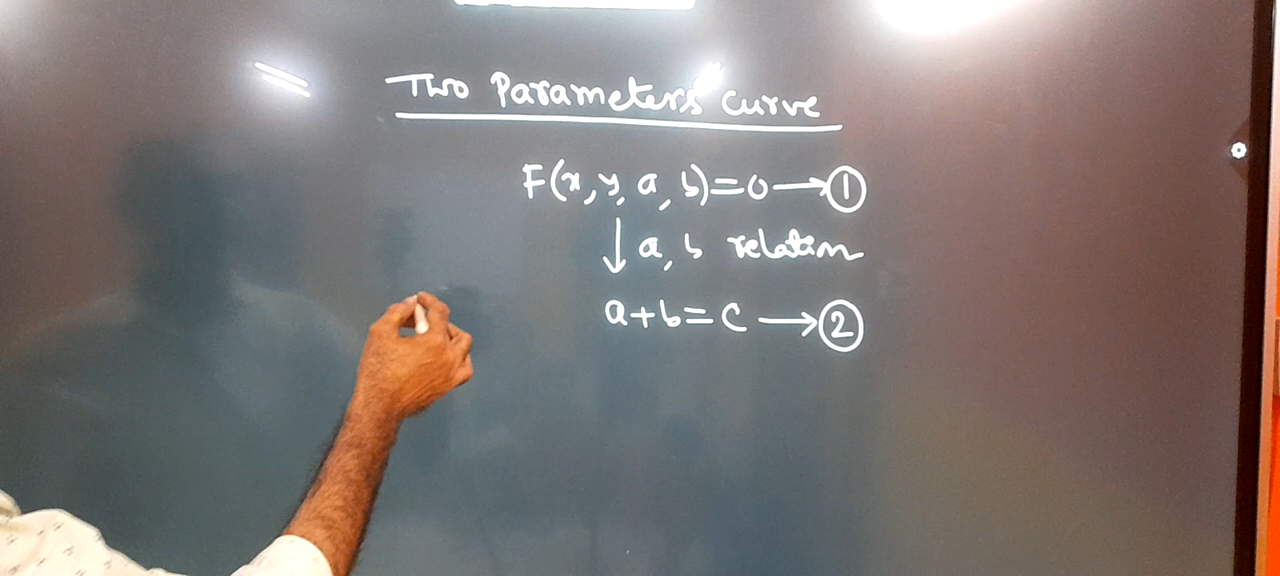 Two Parameters Curve
F(x, y, a, b)=0→①
↓ a, b relation
a+b=c→②